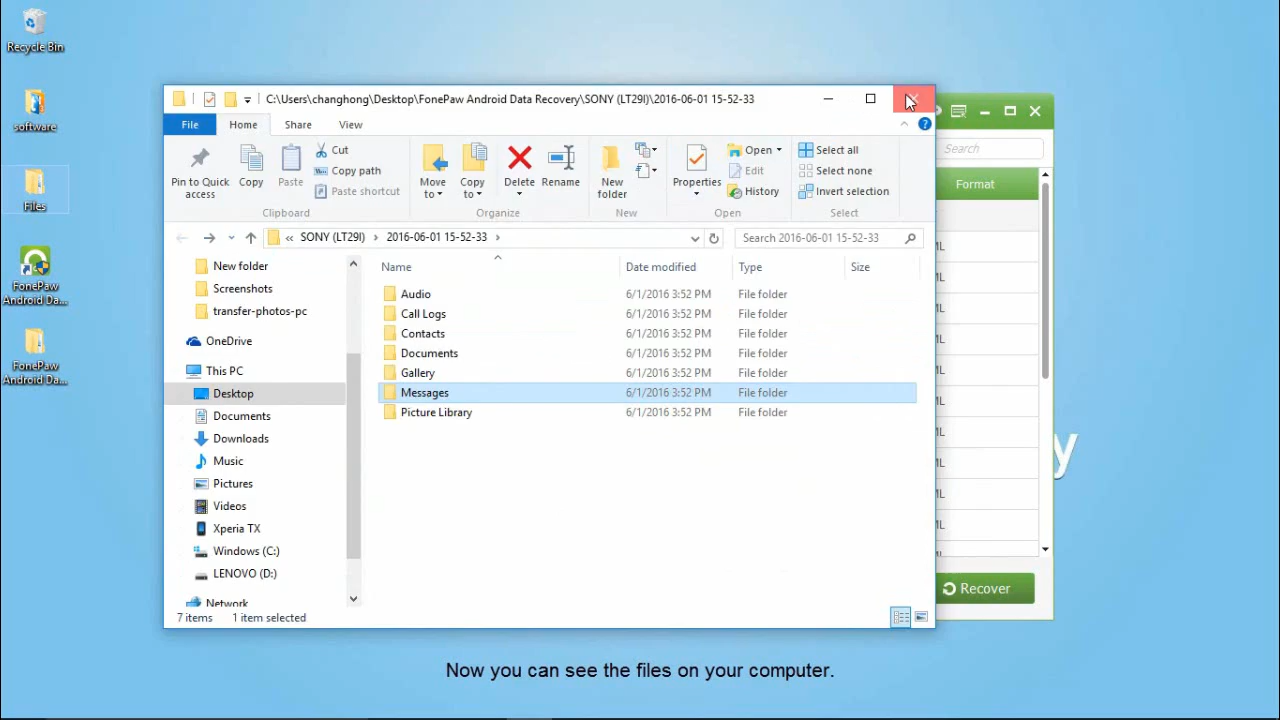 Recycle Bin
software
Files
FonePaw
Android Da...
FonePaw
Android Da...
C:\Users\changhong\Desktop\FonePaw Android Data Recovery\SONY (LT29I)\2016-06-01 15-52-33
File Home Share View
Pin to Quick access
Copy
Paste
Cut
Copy path
Paste shortcut
Clipboard
Move to
Copy to
Delete
Rename
Organize
New folder
New
Properties
Open
Edit
History
Open
Select all
Select none
Invert selection
Select
« SONY (LT29I) › 2016-06-01 15-52-33 ›
Search 2016-06-01 15-52-33
New folder
Screenshots
transfer-photos-pc
OneDrive
This PC
Desktop
Documents
Downloads
Music
Pictures
Videos
Xperia TX
Windows (C:)
LENOVO (D:)
Network
Name Date modified Type Size
Audio 6/1/2016 3:52 PM File folder
Call Logs 6/1/2016 3:52 PM File folder
Contacts 6/1/2016 3:52 PM File folder
Documents 6/1/2016 3:52 PM File folder
Gallery 6/1/2016 3:52 PM File folder
Messages 6/1/2016 3:52 PM File folder
Picture Library 6/1/2016 3:52 PM File folder
7 items 1 item selected
Search
Format
Recover
y
Now you can see the files on your computer.